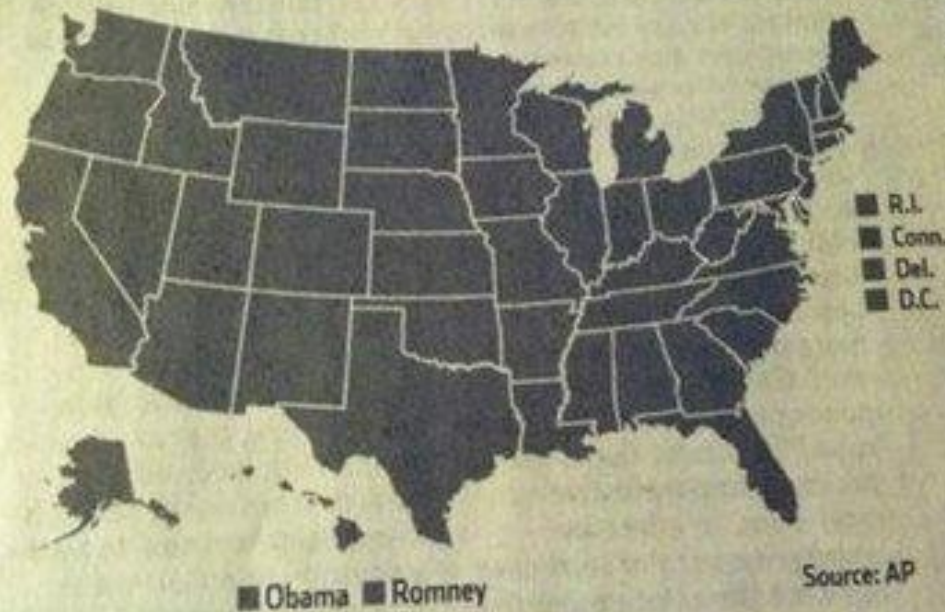 R.I.
Conn.
Del.
D.C.
Obama Romney
Source: AP